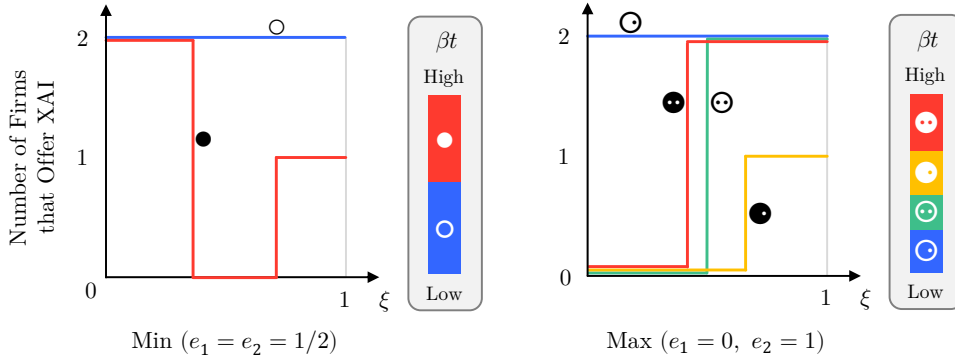 Number of Firms
that Offer XAI
2
1
0
1
ξ
Min (e₁ = e₂ = 1/2)
βt
High
Low
2
1
0
1
ξ
Max (e₁ = 0, e₂ = 1)
βt
High
Low